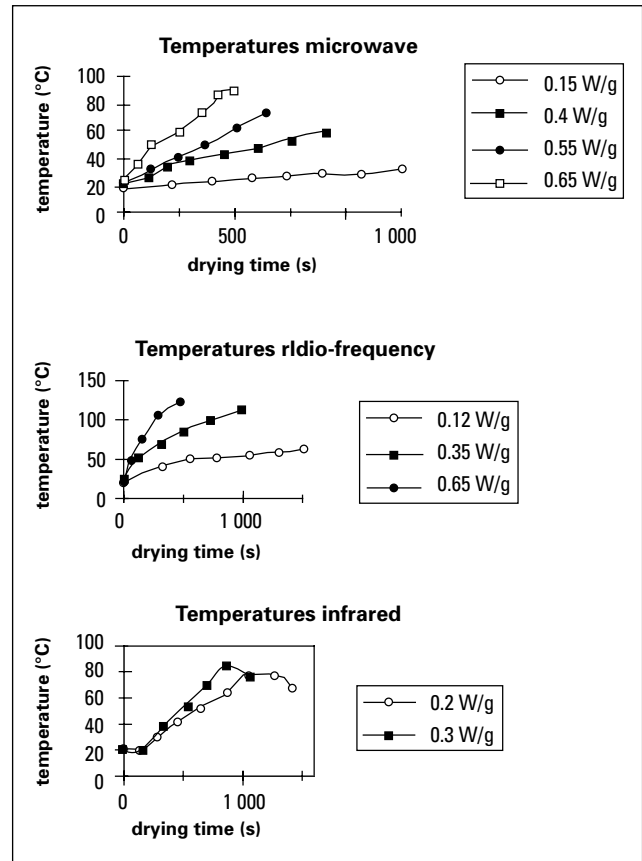 Temperatures microwave
temperature (°C)
100
80
60
40
20
0
0
500
1 000
drying time (s)
0.15 W/g
0.4 W/g
0.55 W/g
0.65 W/g
Temperatures rldio-frequency
temperature (°C)
150
100
50
0
0
1 000
drying time (s)
0.12 W/g
0.35 W/g
0.65 W/g
Temperatures infrared
temperature (°C)
100
80
60
40
20
0
0
1 000
drying time (s)
0.2 W/g
0.3 W/g